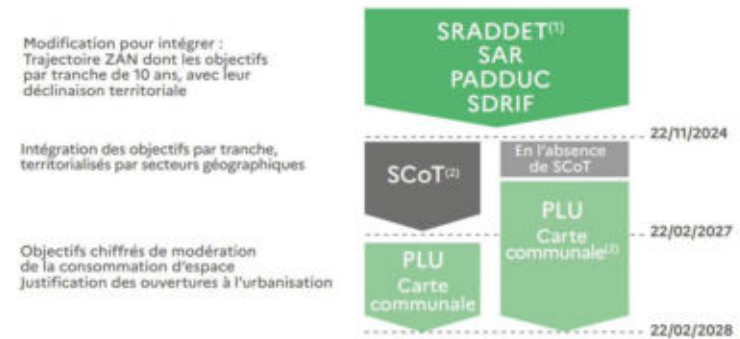 Modification pour intégrer :
Trajectoire ZAN dont les objectifs
par tranche de 10 ans, avec leur
déclinaison territoriale
SRADDET(1)
SAR
PADDUC
SDRIF
22/11/2024
Intégration des objectifs par tranche,
territorialisés par secteurs géographiques
SCoT(2)
En l'absence
de SCoT
PLU
Carte
communale(2)
22/02/2027
Objectifs chiffrés de modération
de la consommation d'espace
Justification des ouvertures à l'urbanisation
PLU
Carte
communale
22/02/2028